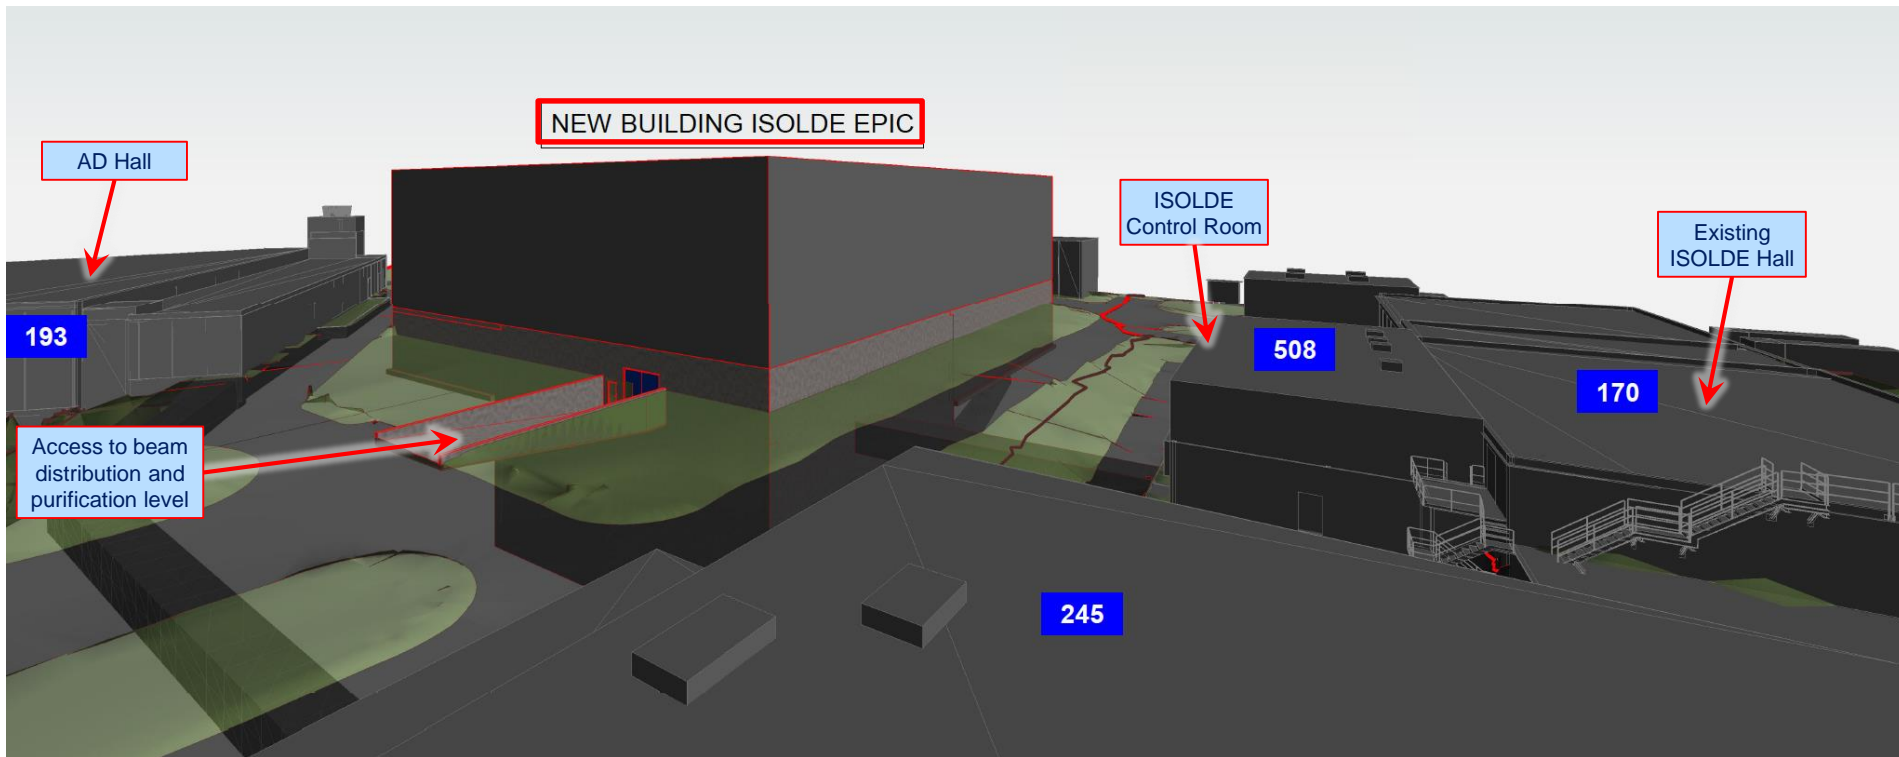 NEW BUILDING ISOLDE EPIC
AD Hall
ISOLDE
Control Room
Existing
ISOLDE Hall
193
508
170
Access to beam
distribution and
purification level
245